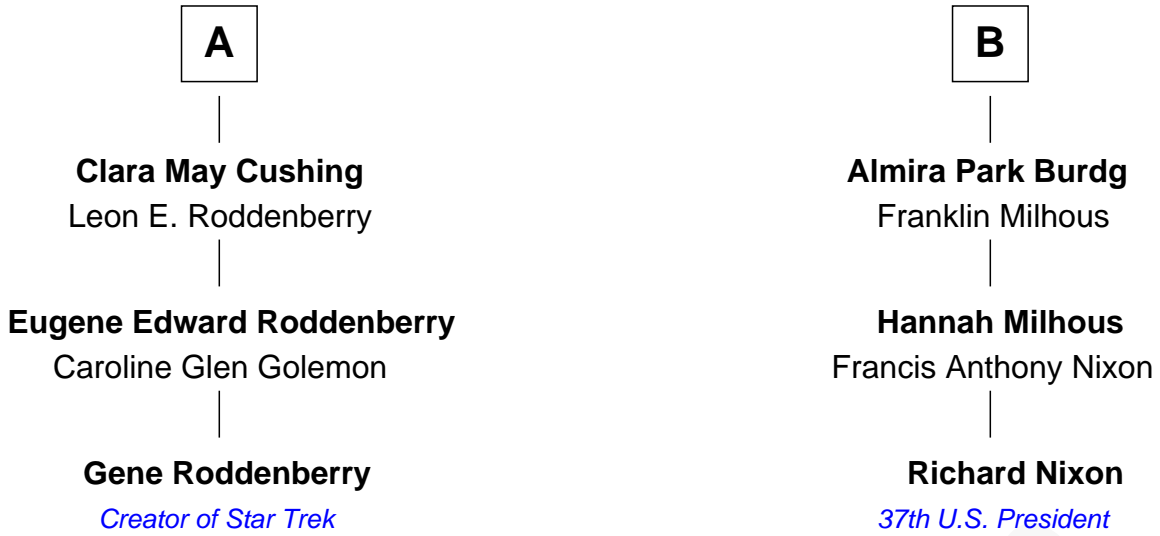 A
Clara May Cushing
Leon E. Roddenberry
Eugene Edward Roddenberry
Caroline Glen Golemon
Gene Roddenberry
Creator of Star Trek
B
Almira Park Burdg
Franklin Milhous
Hannah Milhous
Francis Anthony Nixon
Richard Nixon
37th U.S. President